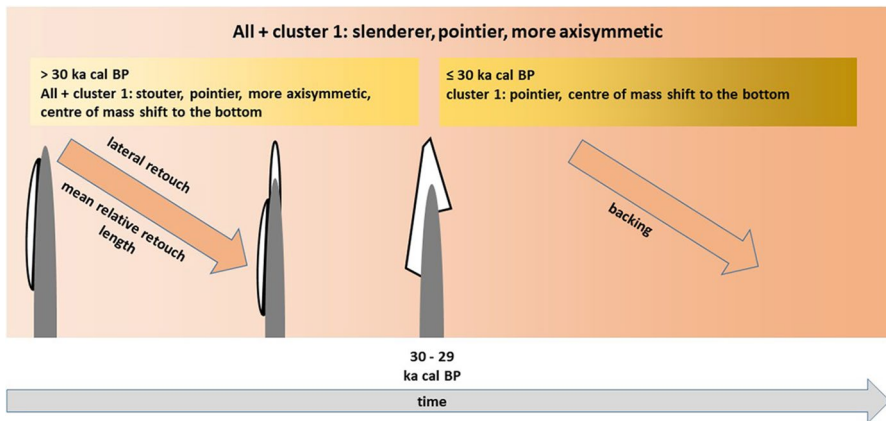 All + cluster 1: slenderer, pointier, more axisymmetic
> 30 ka cal BP
All + cluster 1: stouter, pointier, more axisymmetic,
centre of mass shift to the bottom
≤ 30 ka cal BP
cluster 1: pointier, centre of mass shift to the bottom
lateral retouch
mean relative retouch
length
backing
30 - 29
ka cal BP
time